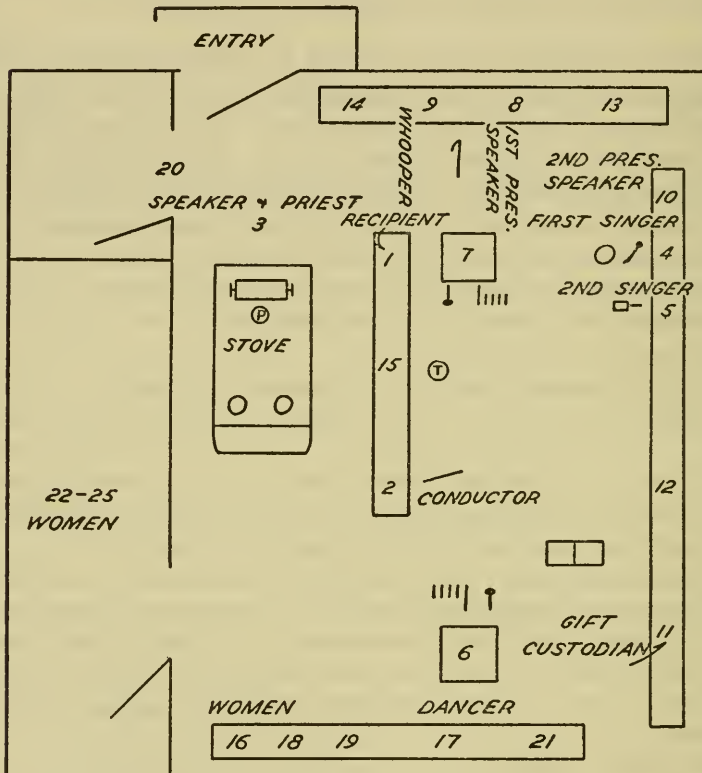 ENTRY
14 9 8 13
WHOOPER
1ST PRES.
SPEAKER
2ND PRES.
SPEAKER
10
20
SPEAKER & PRIEST
3
RECIPIENT
1
7
FIRST SINGER
4
2ND SINGER
5
P
STOVE
15
T
2
CONDUCTOR
12
22-25
WOMEN
GIFT
CUSTODIAN
11
6
WOMEN
DANCER
16 18 19 17 21